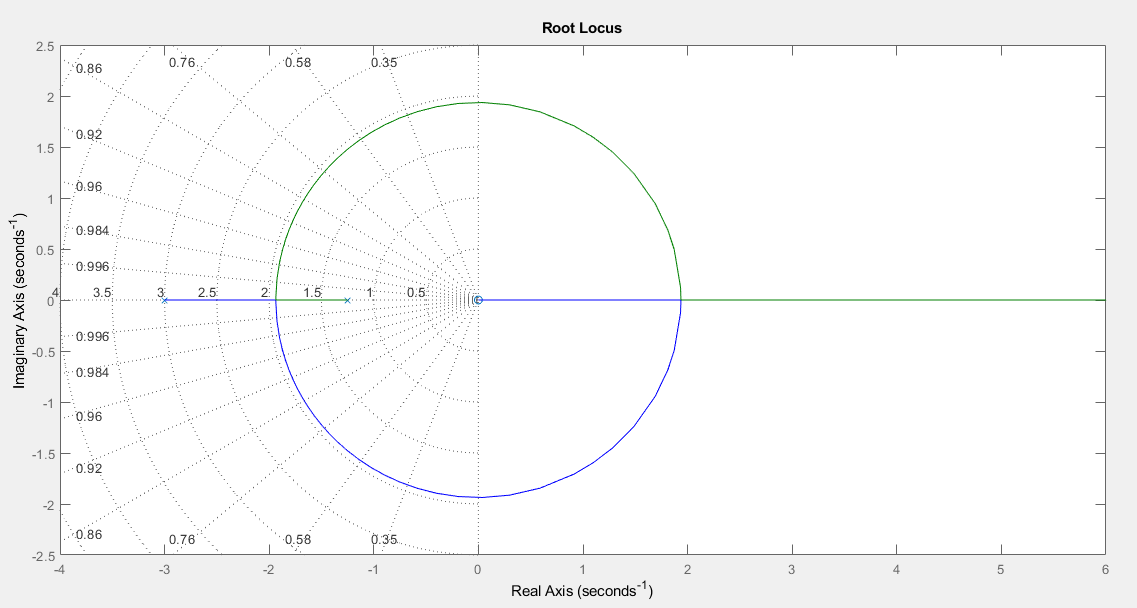 Root Locus
2.5
2
1.5
1
0.5
0
-0.5
-1
-1.5
-2
-2.5
Imaginary Axis (seconds⁻¹)
0.86 0.76 0.58 0.35
0.92
0.96
0.984
0.996
4 3.5 3 2.5 2 1.5 1 0.5
0.996
0.984
0.96
0.92
0.86 0.76 0.58 0.35
-4 -3 -2 -1 0 1 2 3 4 5 6
Real Axis (seconds⁻¹)